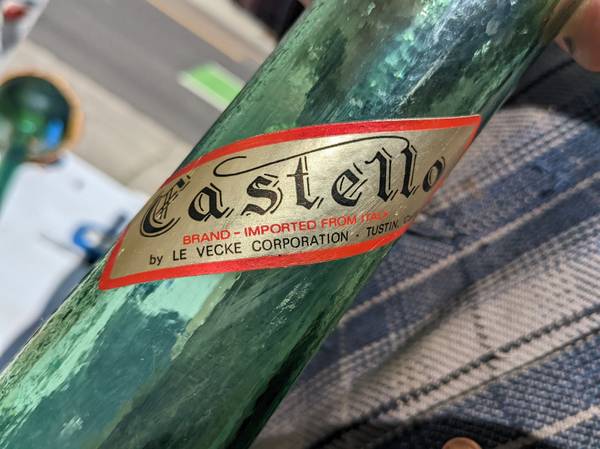 Castello
BRAND - IMPORTED FROM ITALY
by LE VECKE CORPORATION - TUSTIN,